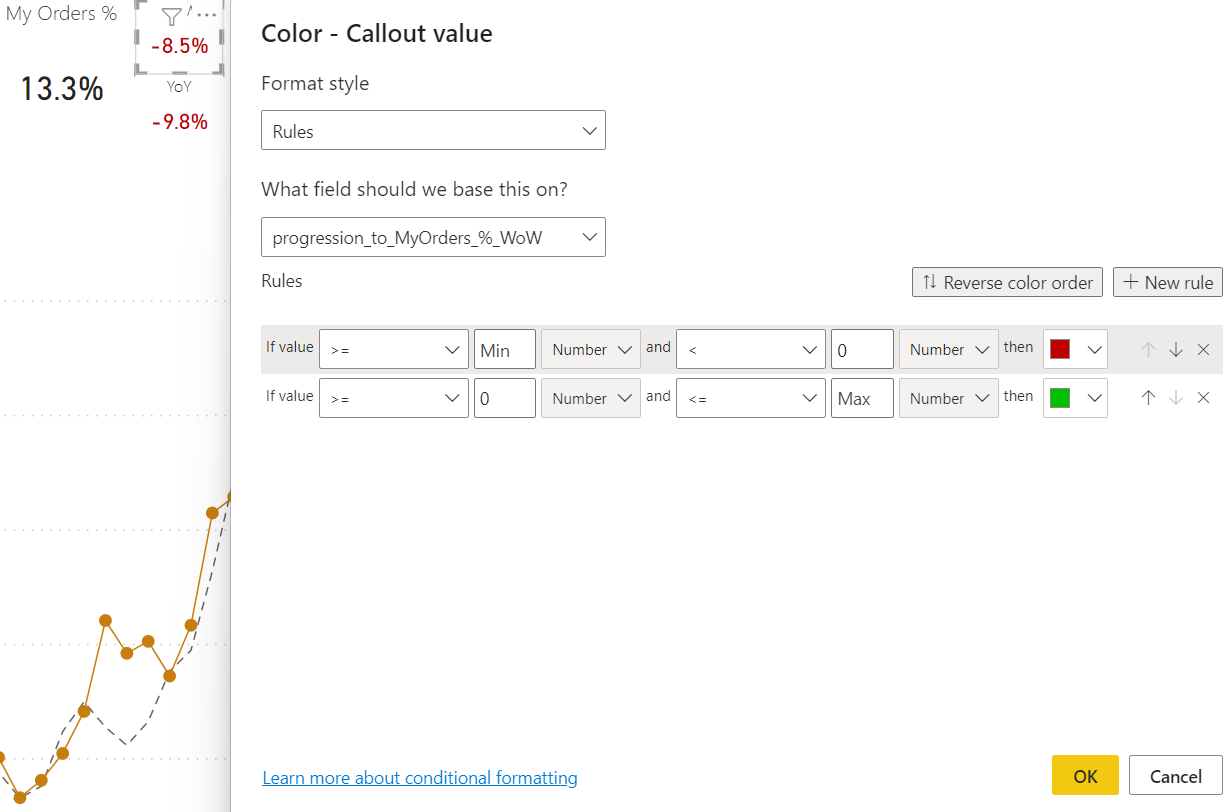 My Orders %
-8.5%
13.3%
YoY
-9.8%
Color - Callout value
Format style
Rules
What field should we base this on?
progression_to_MyOrders_%_WoW
Rules
Reverse color order
New rule
If value >= Min Number and < 0 Number then
If value >= 0 Number and <= Max Number then
Learn more about conditional formatting
OK
Cancel